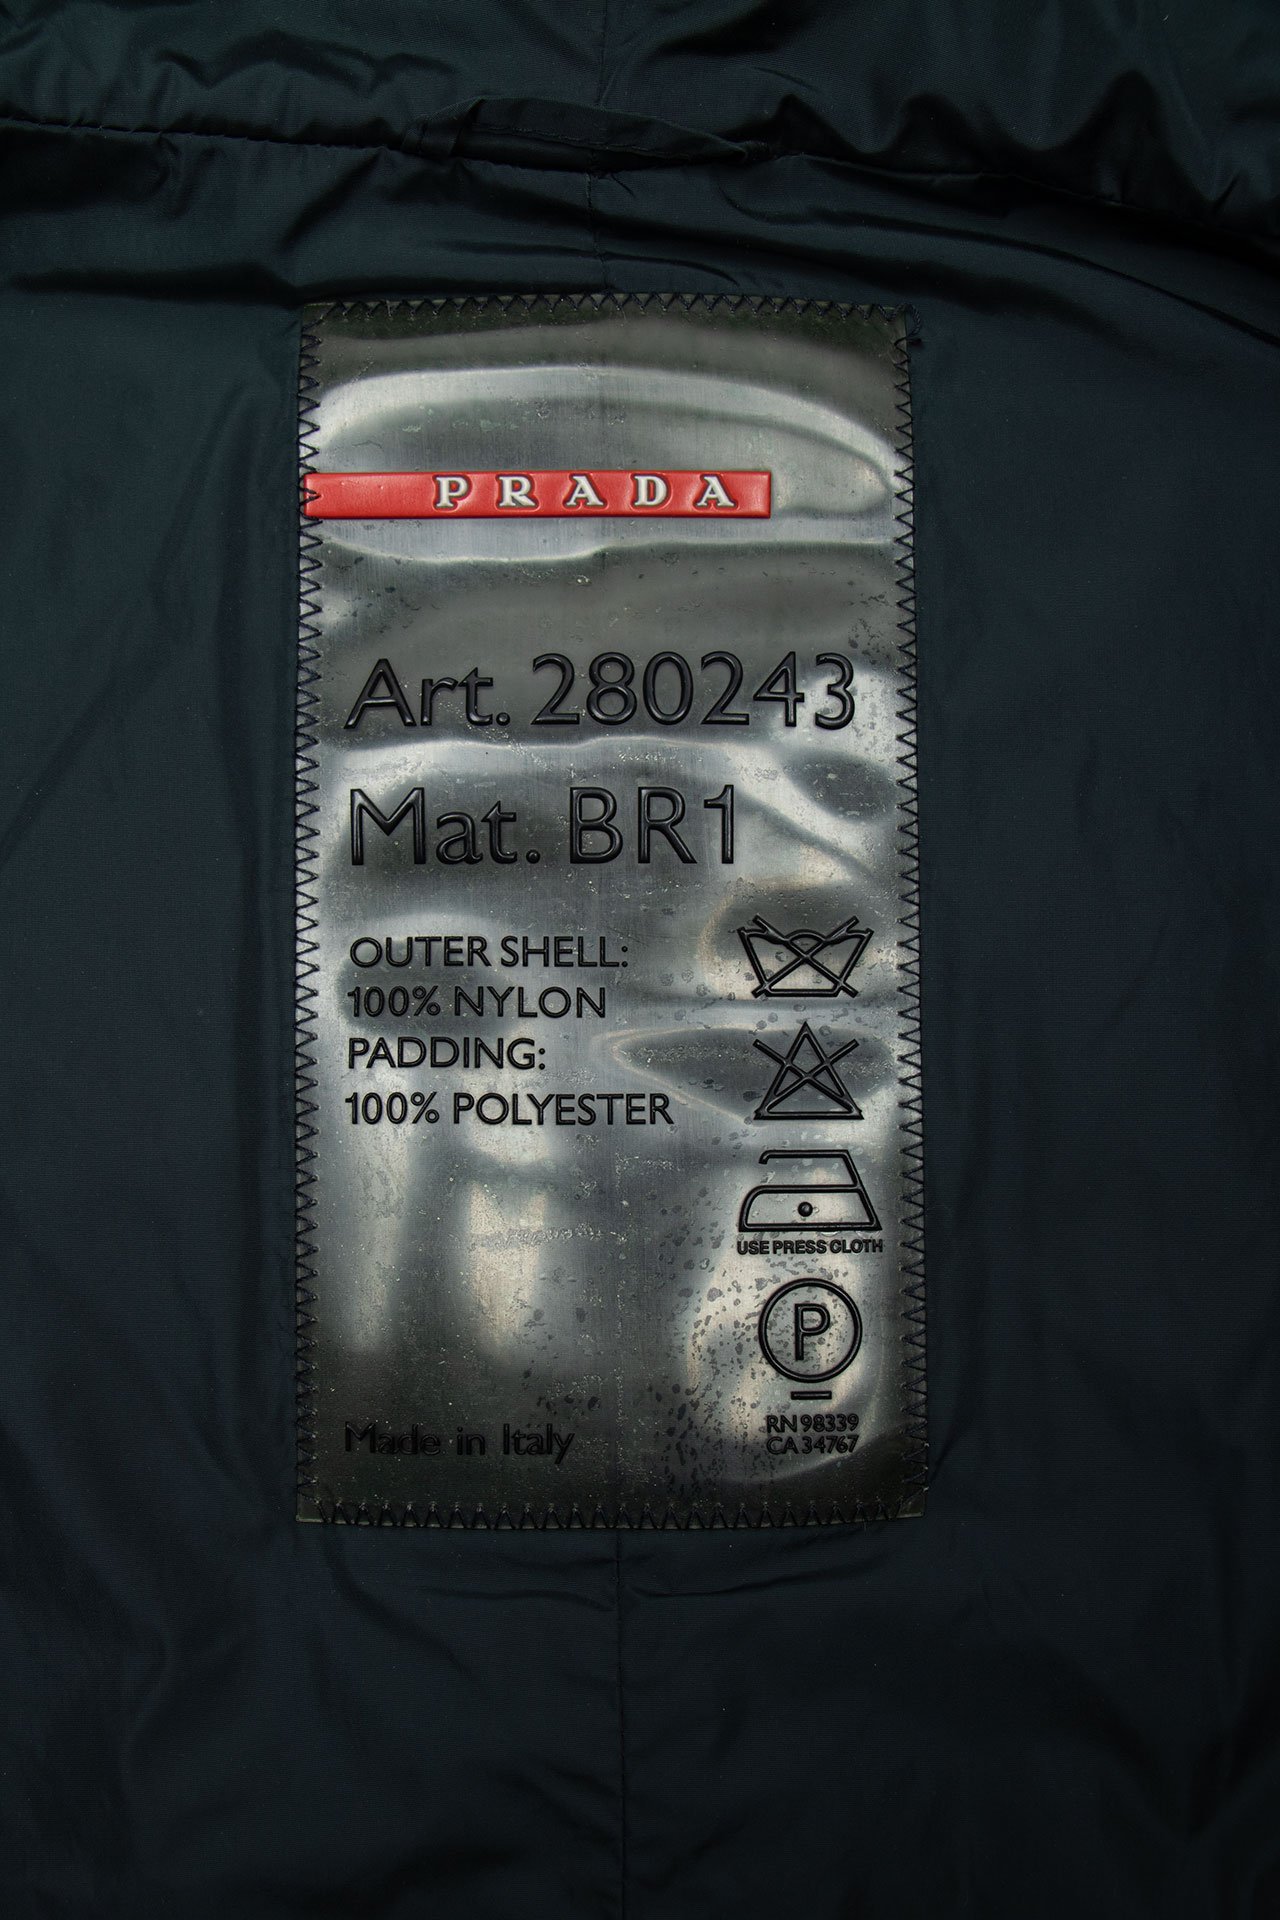 PRADA
Art. 280243
Mat. BR1
OUTER SHELL:
100% NYLON
PADDING:
100% POLYESTER
USE PRESS CLOTH
P
Made in Italy
RN 98339
CA 34767